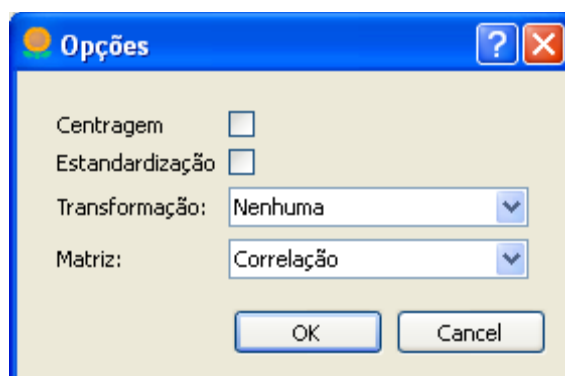 Opções
Centragem
Estandardização
Transformação: Nenhuma
Matriz: Correlação
OK Cancel